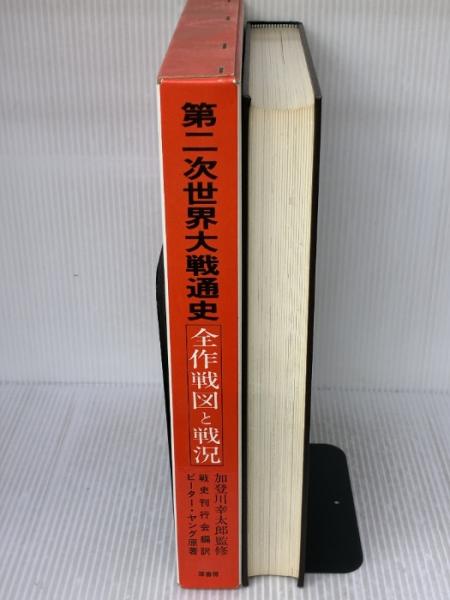 第二次世界大戦通史
全作戦図と戦況
加登川幸太郎監修
戦史刊行会編訳
ピーター・ヤング原著
原書房